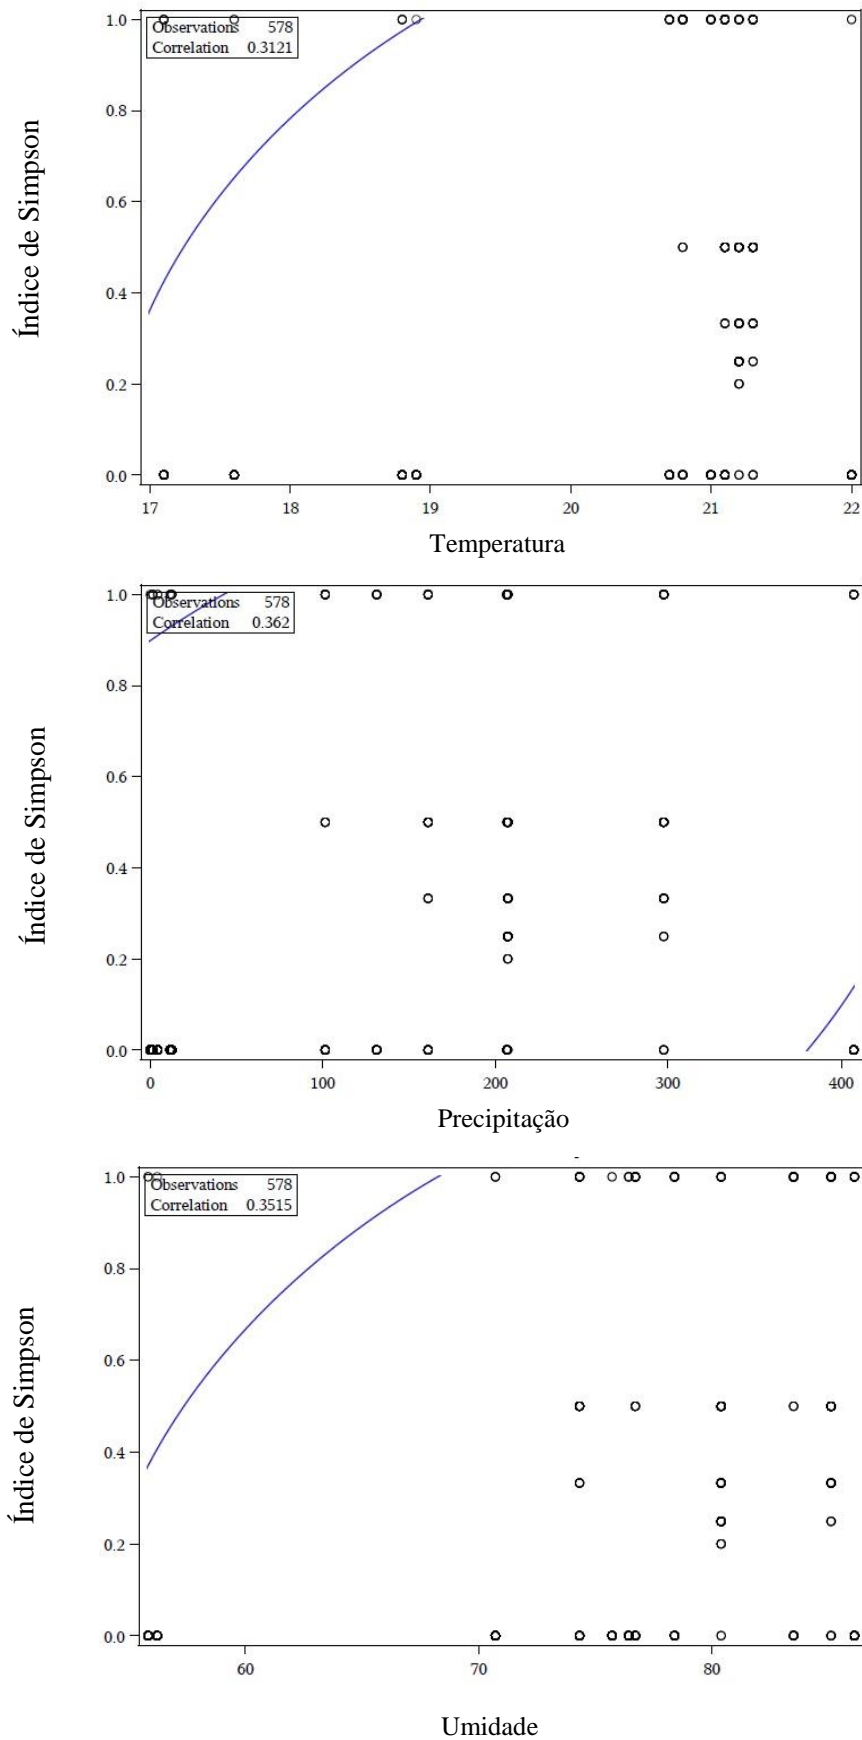 Observations 578
Correlation 0.3121
1.0
0.8
0.6
0.4
0.2
0.0
Índice de Simpson
17 18 19 20 21 22
Temperatura
Observations 578
Correlation 0.362
1.0
0.8
0.6
0.4
0.2
0.0
Índice de Simpson
0 100 200 300 400
Precipitação
Observations 578
Correlation 0.3515
1.0
0.8
0.6
0.4
0.2
0.0
Índice de Simpson
60 70 80
Umidade